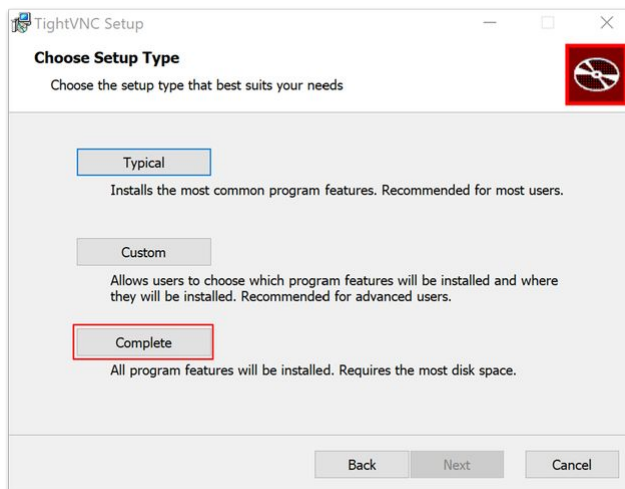 TightVNC Setup
Choose Setup Type
Choose the setup type that best suits your needs
Typical
Installs the most common program features. Recommended for most users.
Custom
Allows users to choose which program features will be installed and where
they will be installed. Recommended for advanced users.
Complete
All program features will be installed. Requires the most disk space.
Back Next Cancel